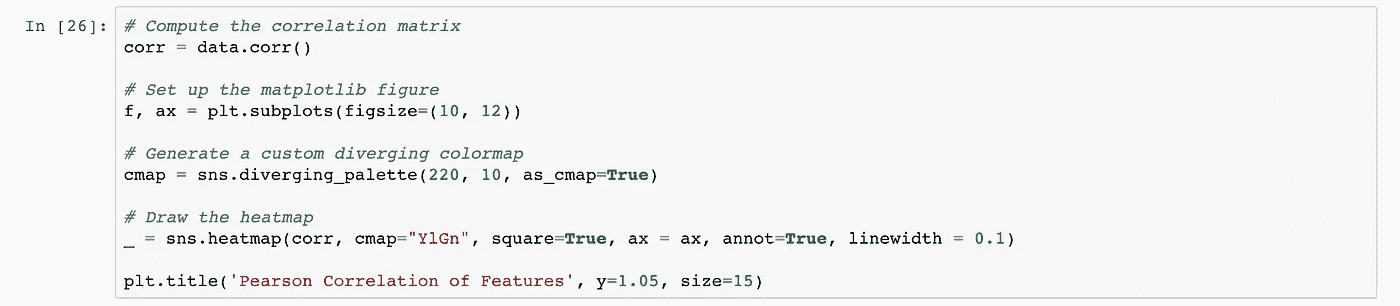 In [26]: # Compute the correlation matrix
corr = data.corr()
# Set up the matplotlib figure
f, ax = plt.subplots(figsize=(10, 12))
# Generate a custom diverging colormap
cmap = sns.diverging_palette(220, 10, as_cmap=True)
# Draw the heatmap
_ = sns.heatmap(corr, cmap="YlGn", square=True, ax = ax, annot=True, linewidth = 0.1)
plt.title('Pearson Correlation of Features', y=1.05, size=15)